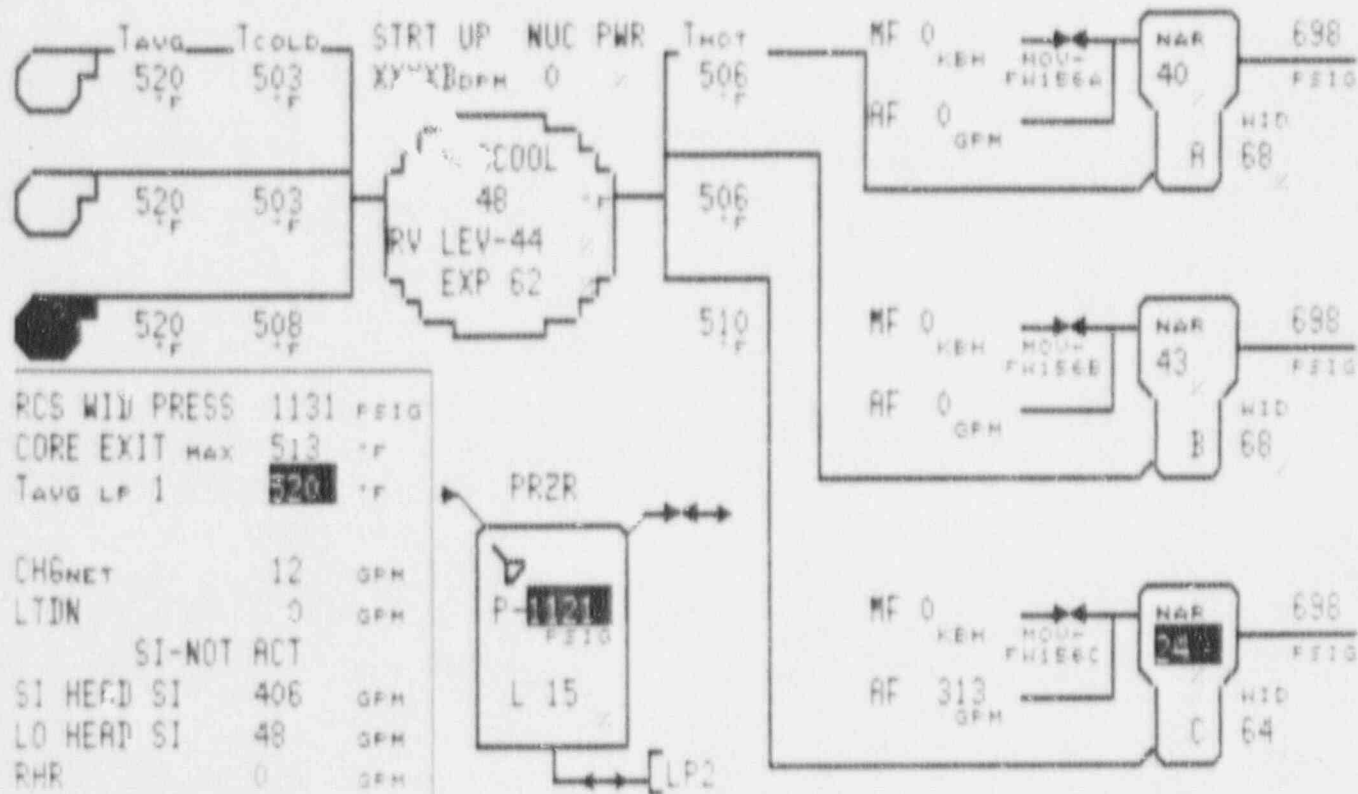 TAVG TCOLD STRT UP NUC PWR THOT
520 °F 503 °F DPM 0 % 506 °F
520 °F 503 °F 506 °F
520 °F 508 °F 510 °F
COOL
48 °F
RV LEV-44 %
EXP 62
MF 0 KBH MOV-FW156A
AF 0 GPM
NAR
40 %
A
698 PSIG
WID
68 %
MF 0 KBH MOV-FW156B
AF 0 GPM
NAR
43 %
B
698 PSIG
WID
68
MF 0 KBH MOV-FW156C
AF 313 GPM
NAR
24
C
698 PSIG
WID
64
RCS WID PRESS 1131 PSIG
CORE EXIT MAX 513 °F
TAVG LP 1 520 °F
CHGNET 12 GPM
LTDN 0 GPM
SI-NOT ACT
SI HEAD SI 406 GPM
LO HEAD SI 48 GPM
RHR 0 GPM
PRZR
P-1121
PSIG
L 15 %
LP2